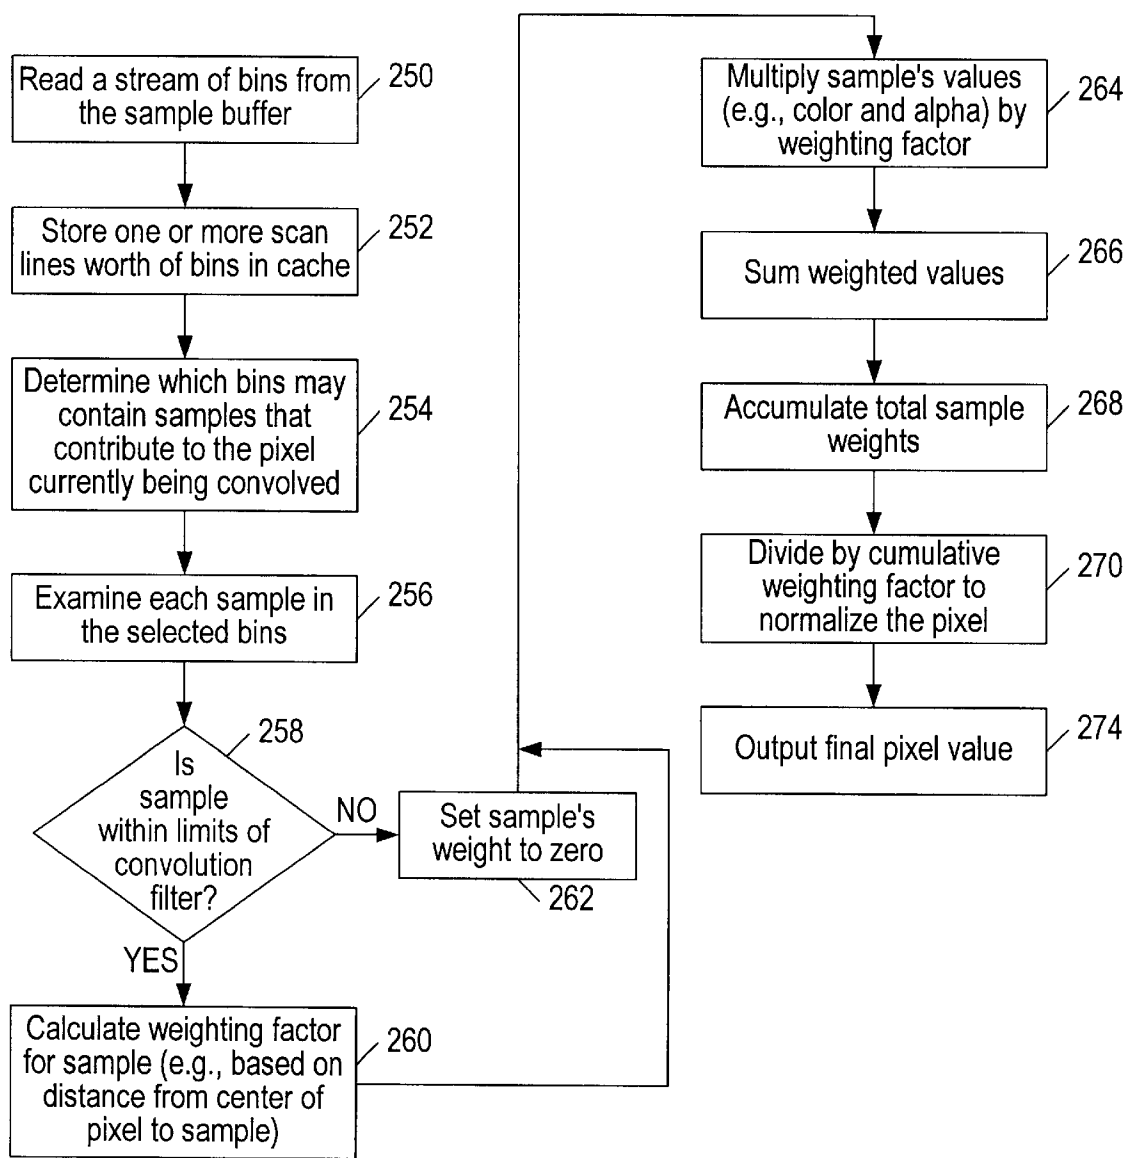 Read a stream of bins from
the sample buffer
250
Store one or more scan
lines worth of bins in cache
252
Determine which bins may
contain samples that
contribute to the pixel
currently being convolved
254
Examine each sample in
the selected bins
256
Is
sample
within limits of
convolution
filter?
258
NO
YES
Set sample's
weight to zero
262
Calculate weighting factor
for sample (e.g., based on
distance from center of
pixel to sample)
260
Multiply sample's values
(e.g., color and alpha) by
weighting factor
264
Sum weighted values
266
Accumulate total sample
weights
268
Divide by cumulative
weighting factor to
normalize the pixel
270
Output final pixel value
274